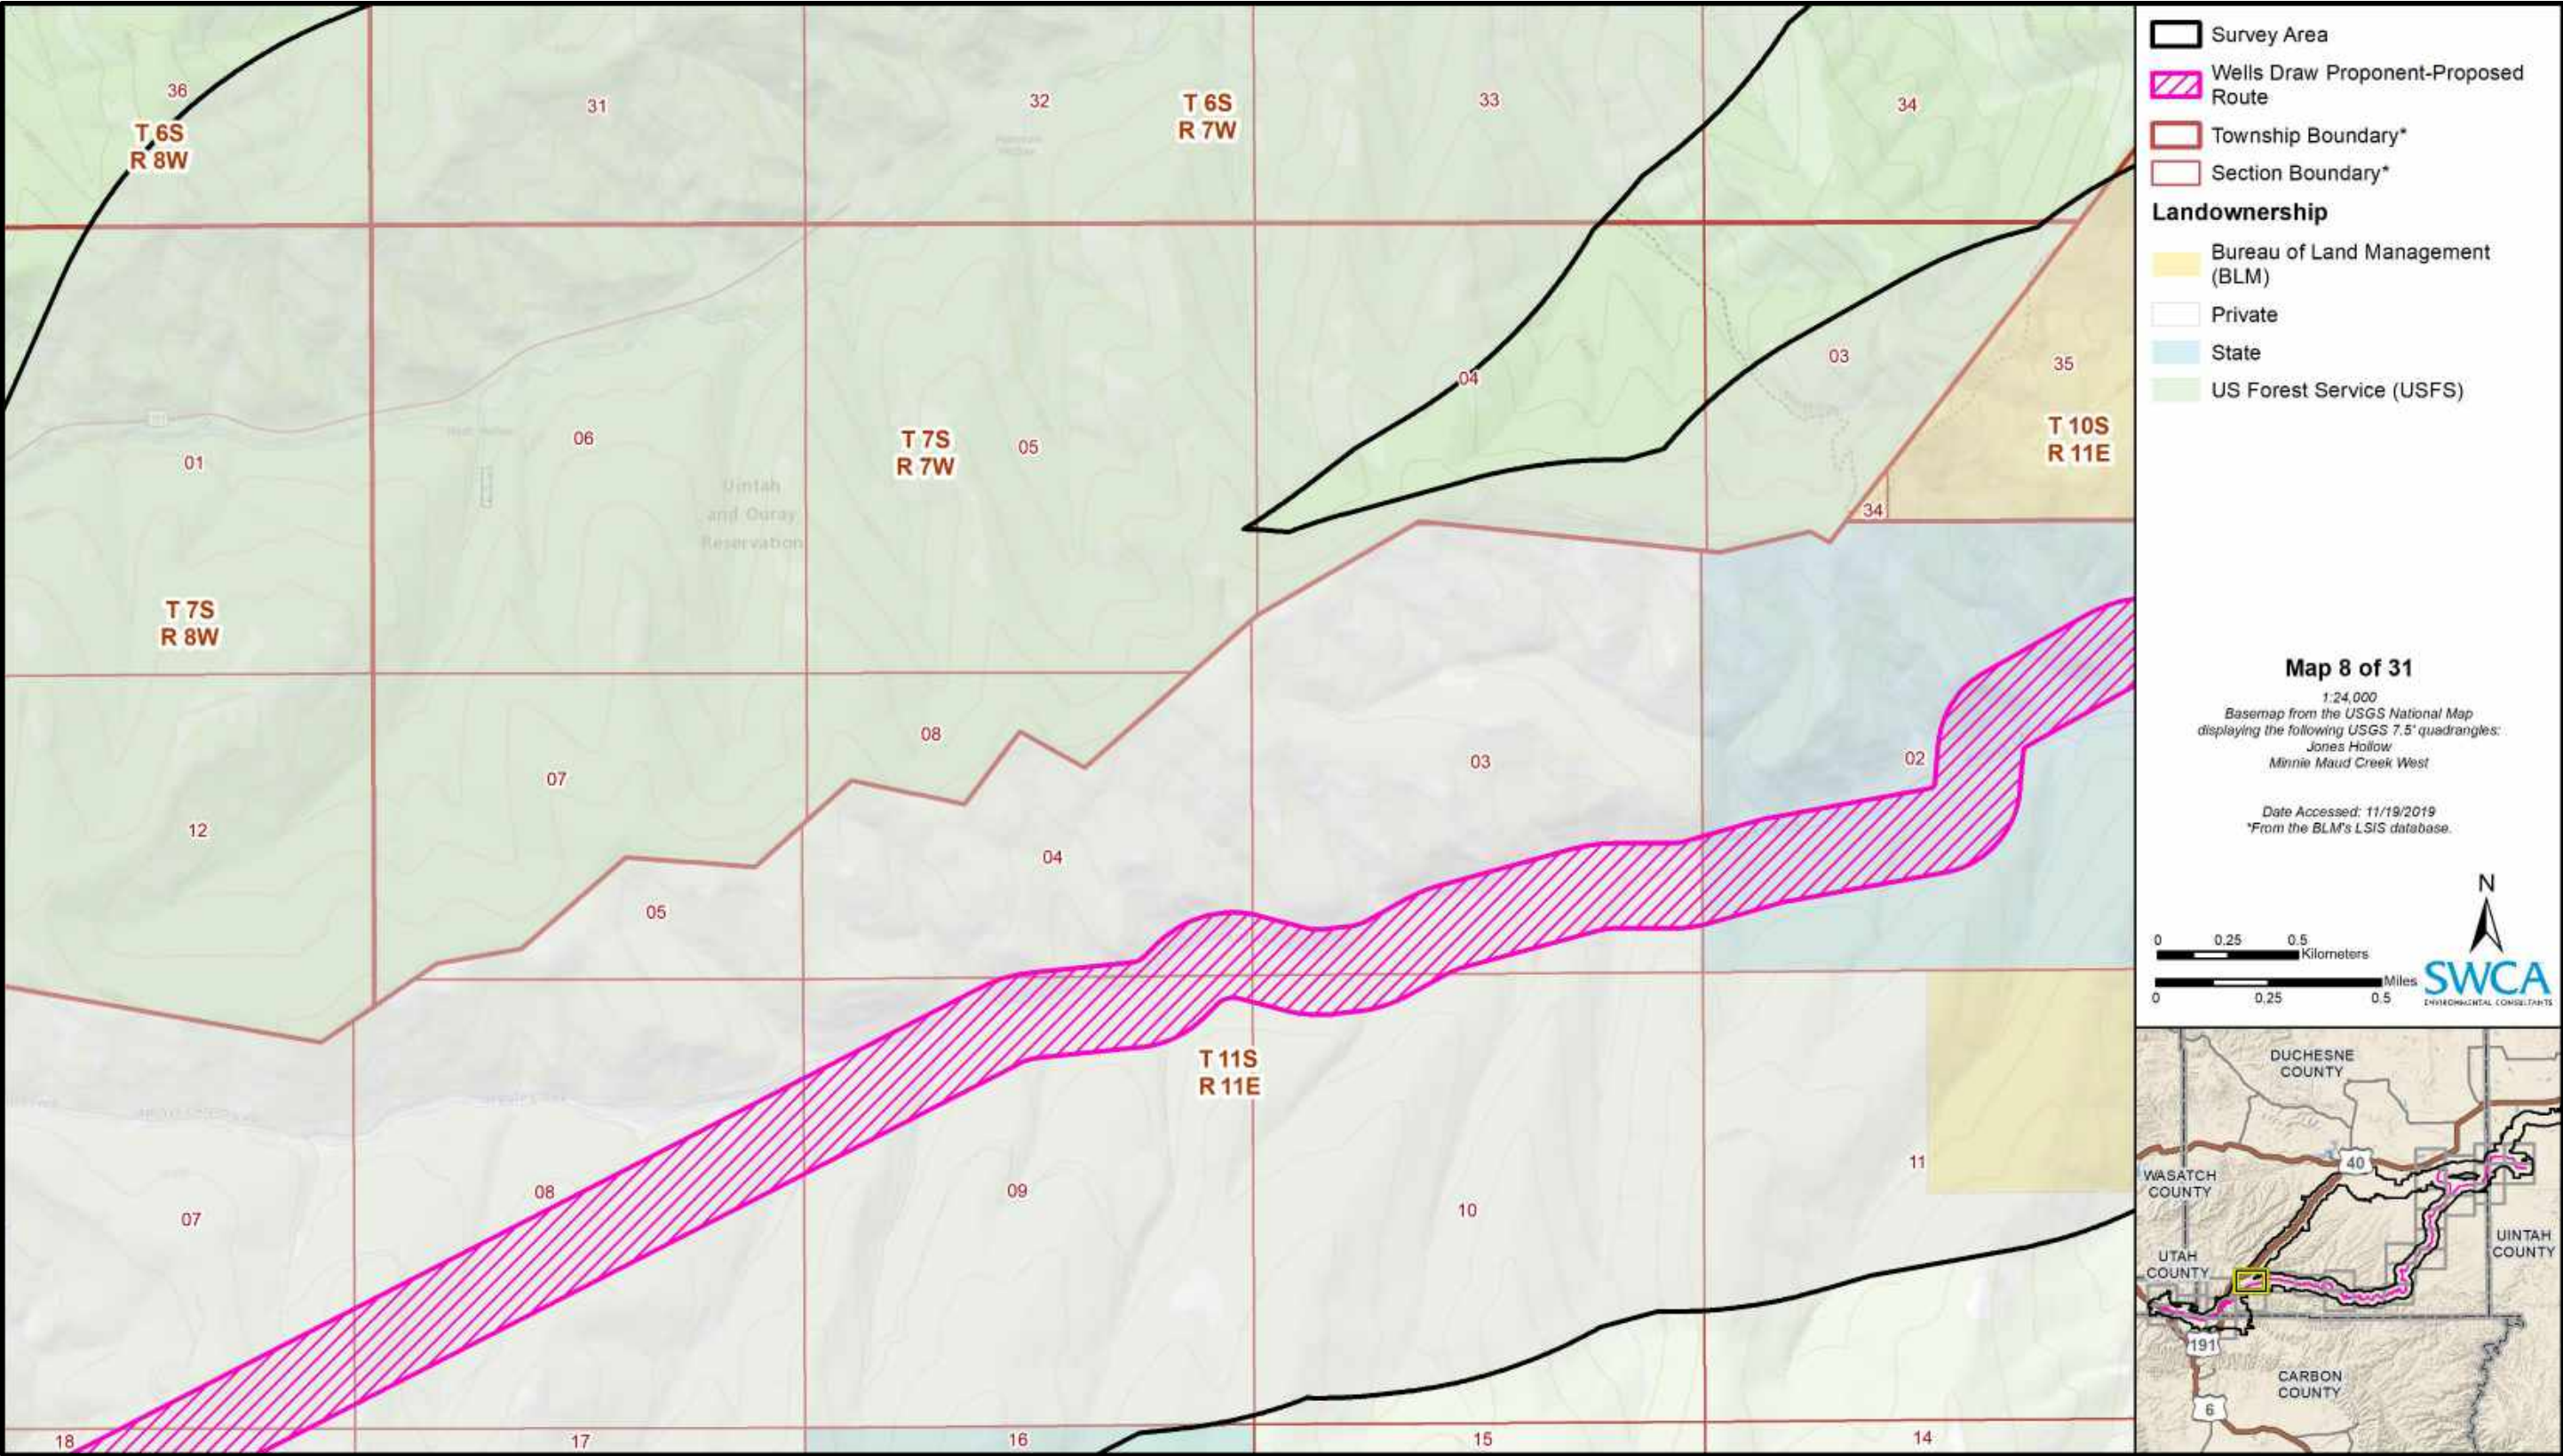 36
31
32
33
34
T 6S
R 8W
T 6S
R 7W
01
06
T 7S
R 7W
05
04
03
35
T 10S
R 11E
34
Uintah
and Ouray
Reservation
T 7S
R 8W
12
07
08
05
04
03
02
T 11S
R 11E
07
08
09
10
11
18
17
16
15
14
Survey Area
Wells Draw Proponent-Proposed
Route
Township Boundary*
Section Boundary*
Landownership
Bureau of Land Management
(BLM)
Private
State
US Forest Service (USFS)
Map 8 of 31
1:24,000
Basemap from the USGS National Map
displaying the following USGS 7.5' quadrangles:
Jones Hollow
Minnie Maud Creek West
Date Accessed: 11/19/2019
*From the BLM's LSIS database.
N
0 0.25 0.5
Kilometers
Miles
0 0.25 0.5
SWCA
ENVIRONMENTAL CONSULTANTS
DUCHESNE
COUNTY
40
WASATCH
COUNTY
UINTAH
COUNTY
UTAH
COUNTY
191
CARBON
COUNTY
6